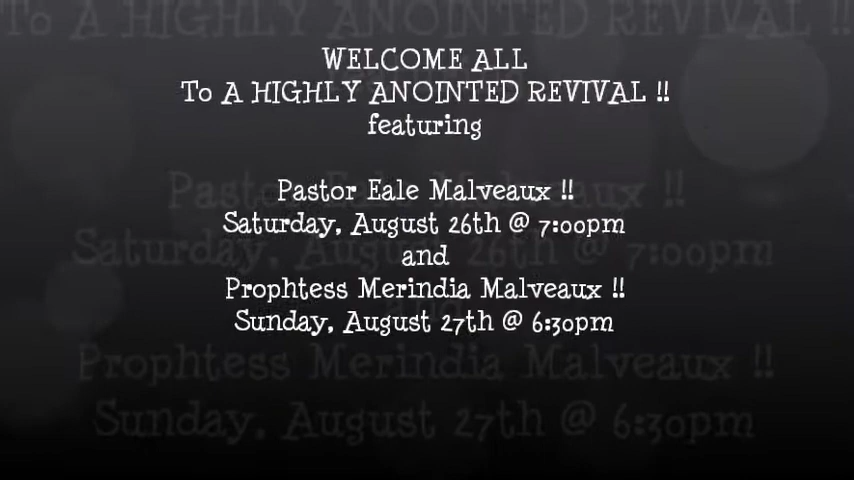 WELCOME ALL
To A HIGHLY ANOINTED REVIVAL !!
featuring
Pastor Eale Malveaux !!
Saturday, August 26th @ 7:00pm
and
Prophtess Merindia Malveaux !!
Sunday, August 27th @ 6:30pm